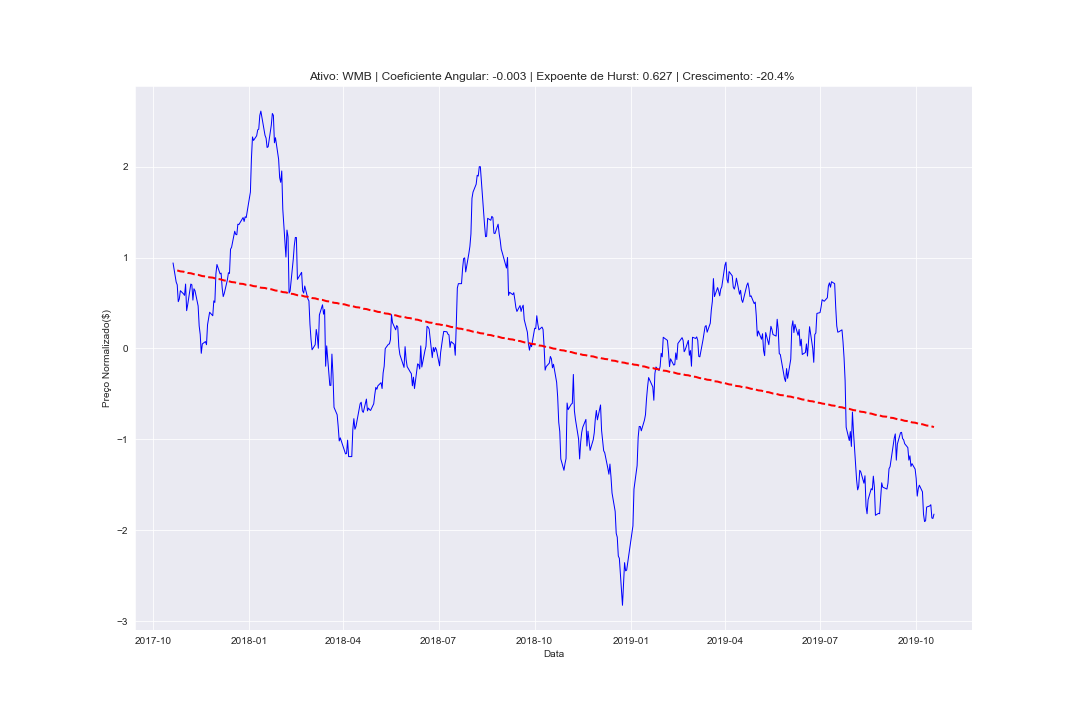 Ativo: WMB | Coeficiente Angular: -0.003 | Expoente de Hurst: 0.627 | Crescimento: -20.4%
Preço Normalizado($)
2
1
0
−1
−2
−3
2017-10 2018-01 2018-04 2018-07 2018-10 2019-01 2019-04 2019-07 2019-10
Data